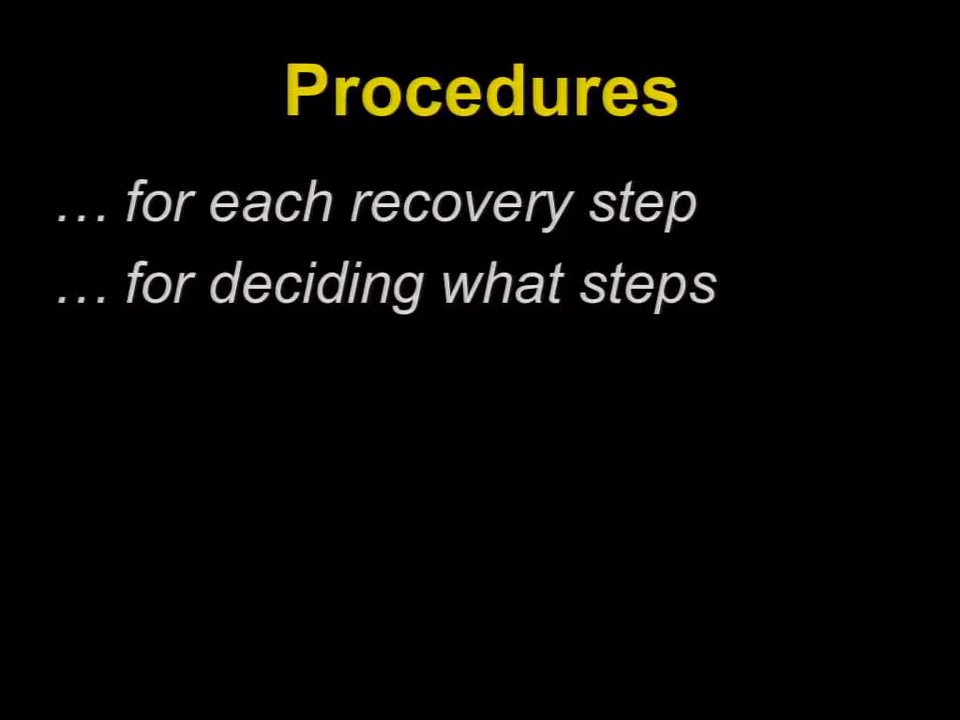 Procedures
… for each recovery step
… for deciding what steps